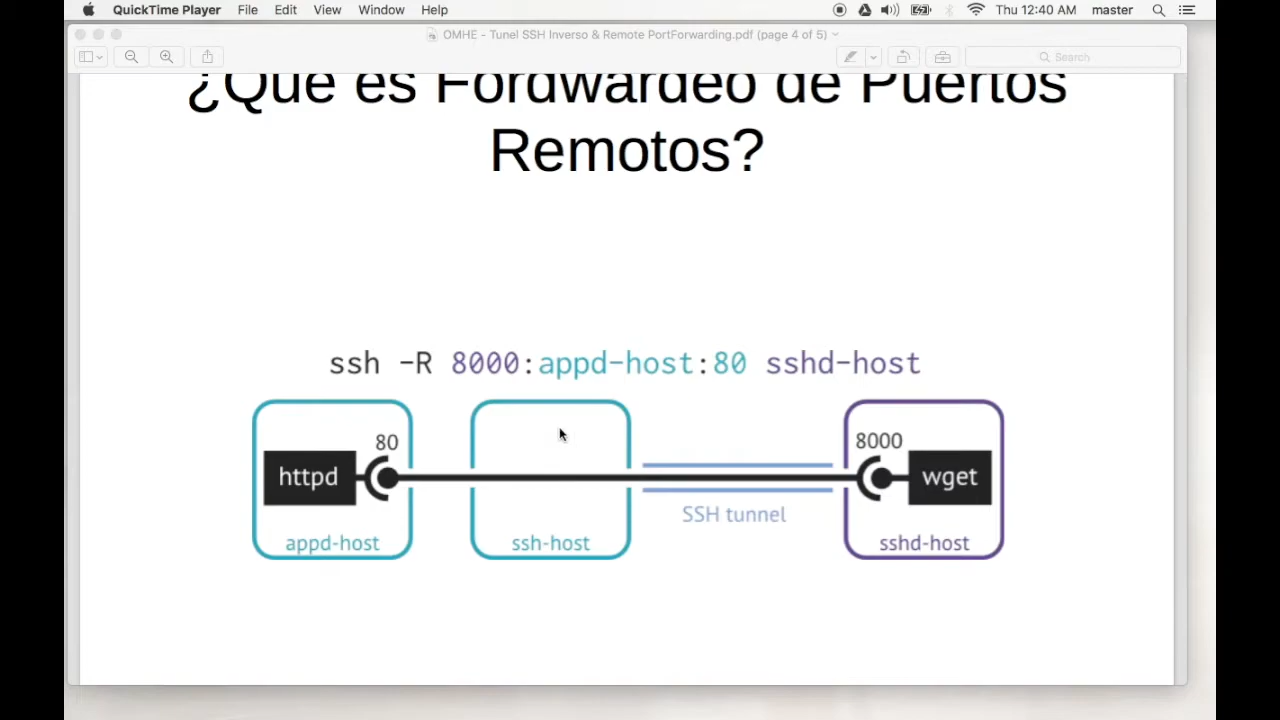 QuickTime Player File Edit View Window Help Thu 12:40 AM master
OMHE - Tunel SSH Inverso & Remote PortForwarding.pdf (page 4 of 5)
Search
¿Qué es Fordwardeo de Puertos
Remotos?
ssh -R 8000:appd-host:80 sshd-host
80
8000
httpd
wget
SSH tunnel
appd-host
ssh-host
sshd-host